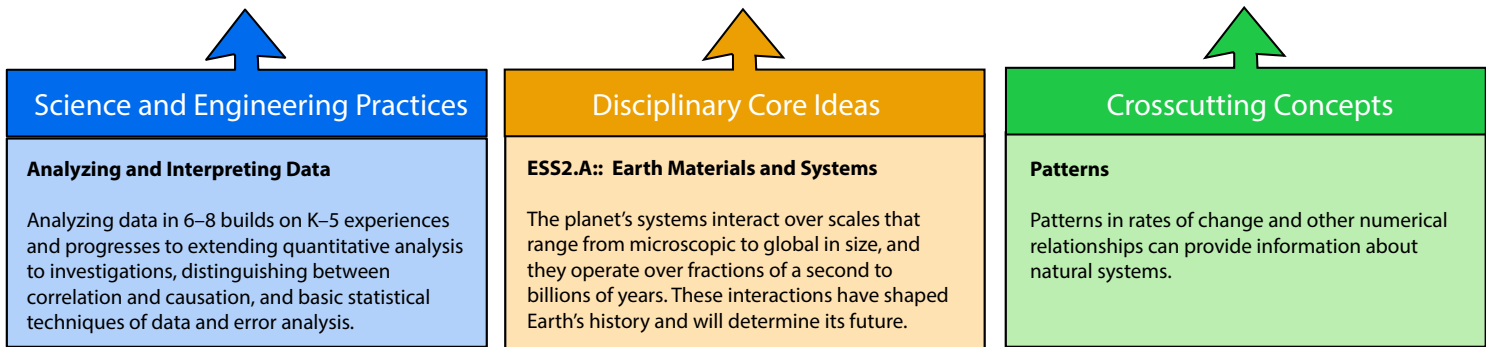 Science and Engineering Practices
Analyzing and Interpreting Data
Analyzing data in 6–8 builds on K–5 experiences
and progresses to extending quantitative analysis
to investigations, distinguishing between
correlation and causation, and basic statistical
techniques of data and error analysis.
Disciplinary Core Ideas
ESS2.A:: Earth Materials and Systems
The planet's systems interact over scales that
range from microscopic to global in size, and
they operate over fractions of a second to
billions of years. These interactions have shaped
Earth's history and will determine its future.
Crosscutting Concepts
Patterns
Patterns in rates of change and other numerical
relationships can provide information about
natural systems.